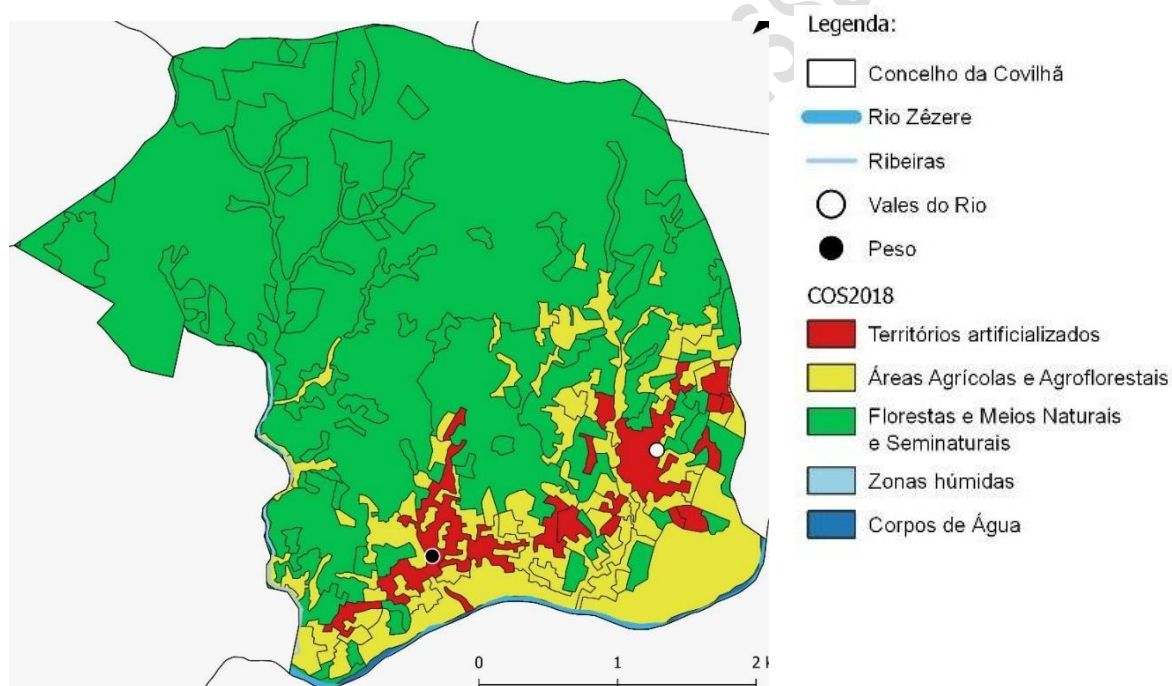 Legenda:
Concelho da Covilhã
Rio Zêzere
Ribeiras
Vales do Rio
Peso
COS2018
Territórios artificializados
Áreas Agrícolas e Agroflorestais
Florestas e Meios Naturais
e Seminaturais
Zonas húmidas
Corpos de Água
0 1 2 k